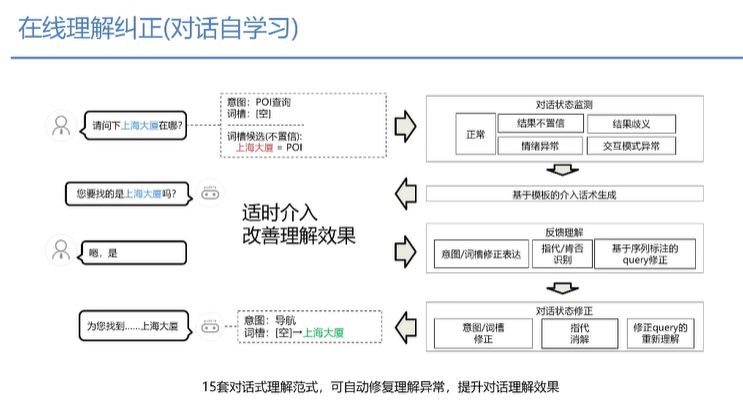 在线理解纠正(对话自学习)
请问下上海大厦在哪?
意图：POI查询
词槽：[空]
词槽候选(不置信)：
上海大厦 = POI
对话状态监测
正常
结果不置信
结果歧义
情绪异常
交互模式异常
您要找的是上海大厦吗?
适时介入
改善理解效果
基于模板的介入话术生成
嗯，是
反馈理解
意图/词槽修正表达
指代/肯否
识别
基于序列标注的
query修正
为您找到......上海大厦
意图：导航
词槽：[空]→上海大厦
对话状态修正
意图/词槽
修正
指代
消解
修正query的
重新理解
15套对话式理解范式，可自动修复理解异常，提升对话理解效果